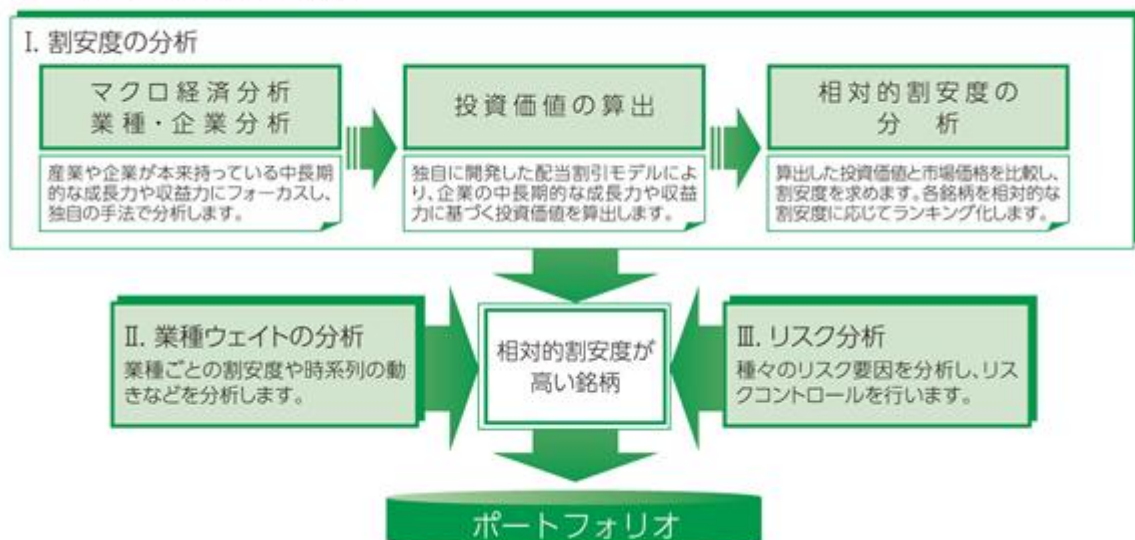 Ⅰ. 割安度の分析
マクロ経済分析
業種・企業分析
産業や企業が本来持っている中長期
的な成長力や収益力にフォーカスし、
独自の手法で分析します。
投資価値の算出
独自に開発した配当割引モデルによ
り、企業の中長期的な成長力や収益
力に基づく投資価値を算出します。
相対的割安度の
分析
算出した投資価値と市場価格を比較し、
割安度を求めます。各銘柄を相対的な
割安度に応じてランキング化します。
Ⅱ. 業種ウェイトの分析
業種ごとの割安度や時系列の動
きなどを分析します。
相対的割安度が
高い銘柄
Ⅲ. リスク分析
種々のリスク要因を分析し、リス
クコントロールを行います。
ポートフォリオ